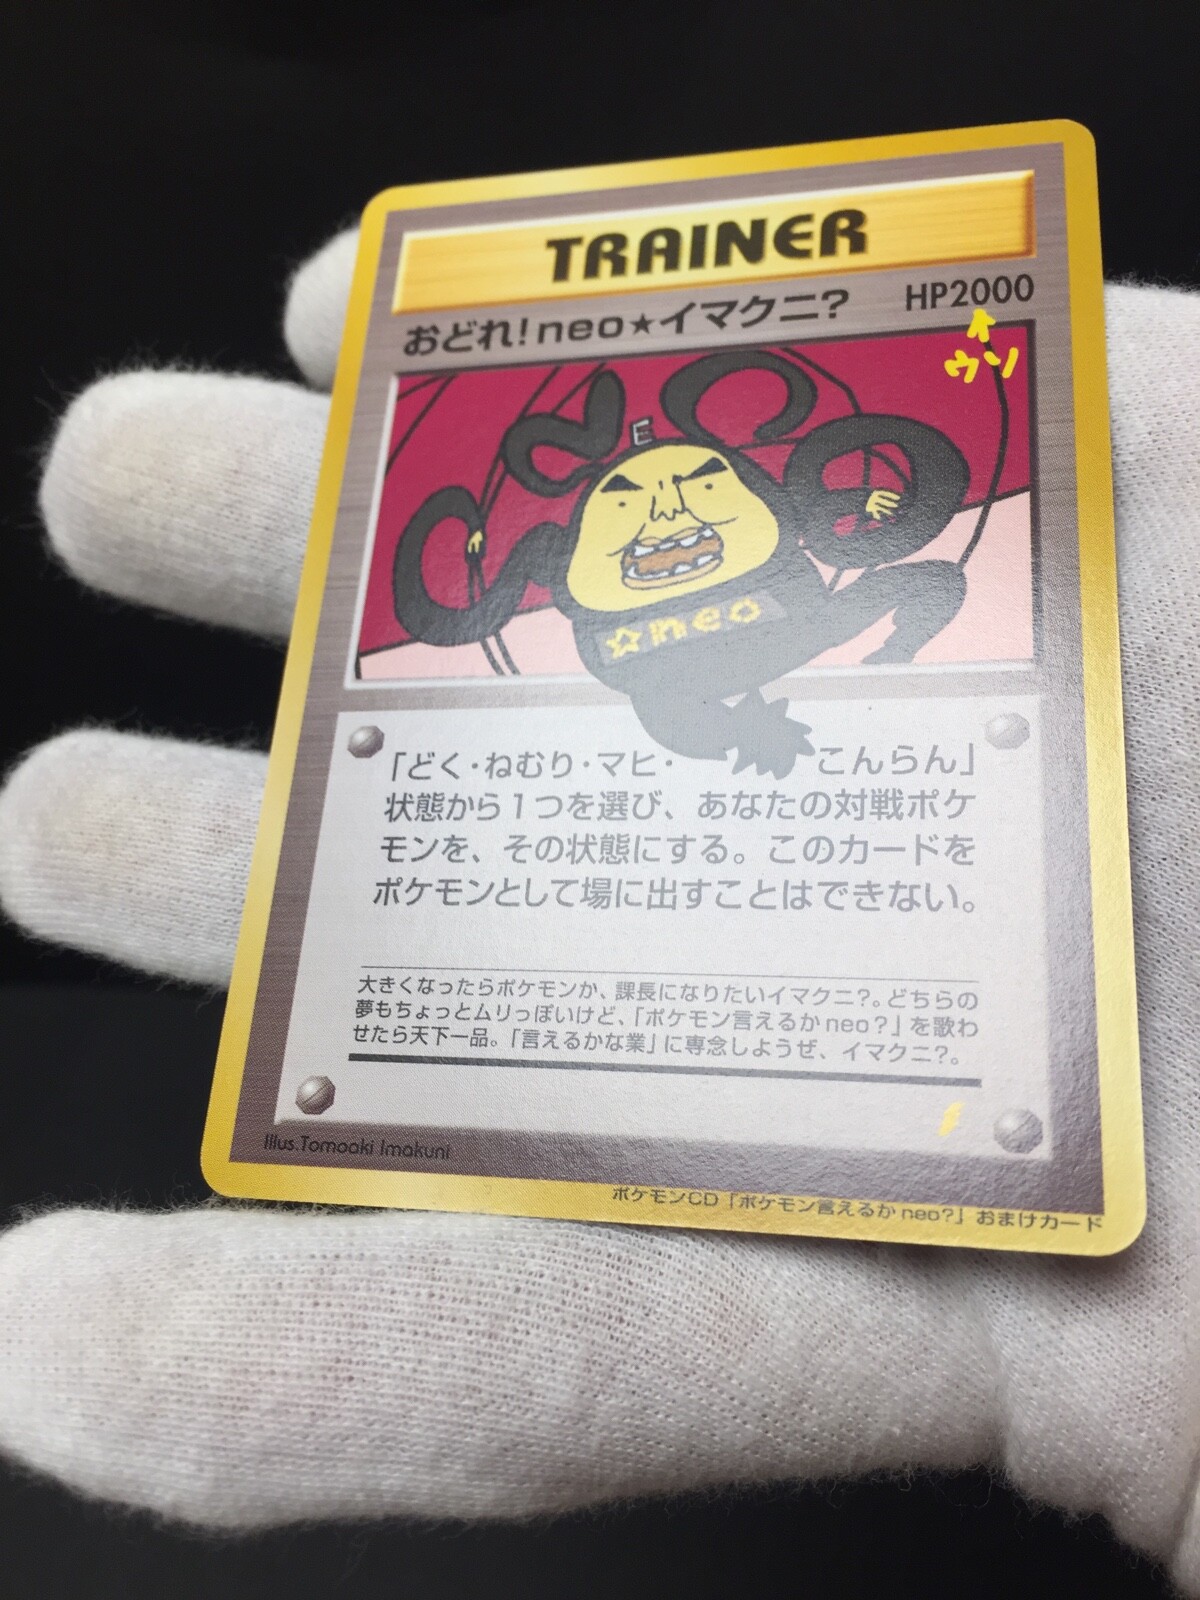 TRAINER
おどれ!neo★イマクニ? HP2000
ウソ
E
☆neo
「どく・ねむり・マヒ・こんらん」
状態から1つを選び、あなたの対戦ポケ
モンを、その状態にする。このカードを
ポケモンとして場に出すことはできない。
大きくなったらポケモンか、課長になりたいイマクニ?。どちらの
夢もちょっとムリっぽいけど、「ポケモン言えるかneo?」を歌わ
せたら天下一品。「言えるかな業」に専念しようぜ、イマクニ?。
Illus.Tomoaki Imakuni
ポケモンCD「ポケモン言えるかneo?」おまけカード